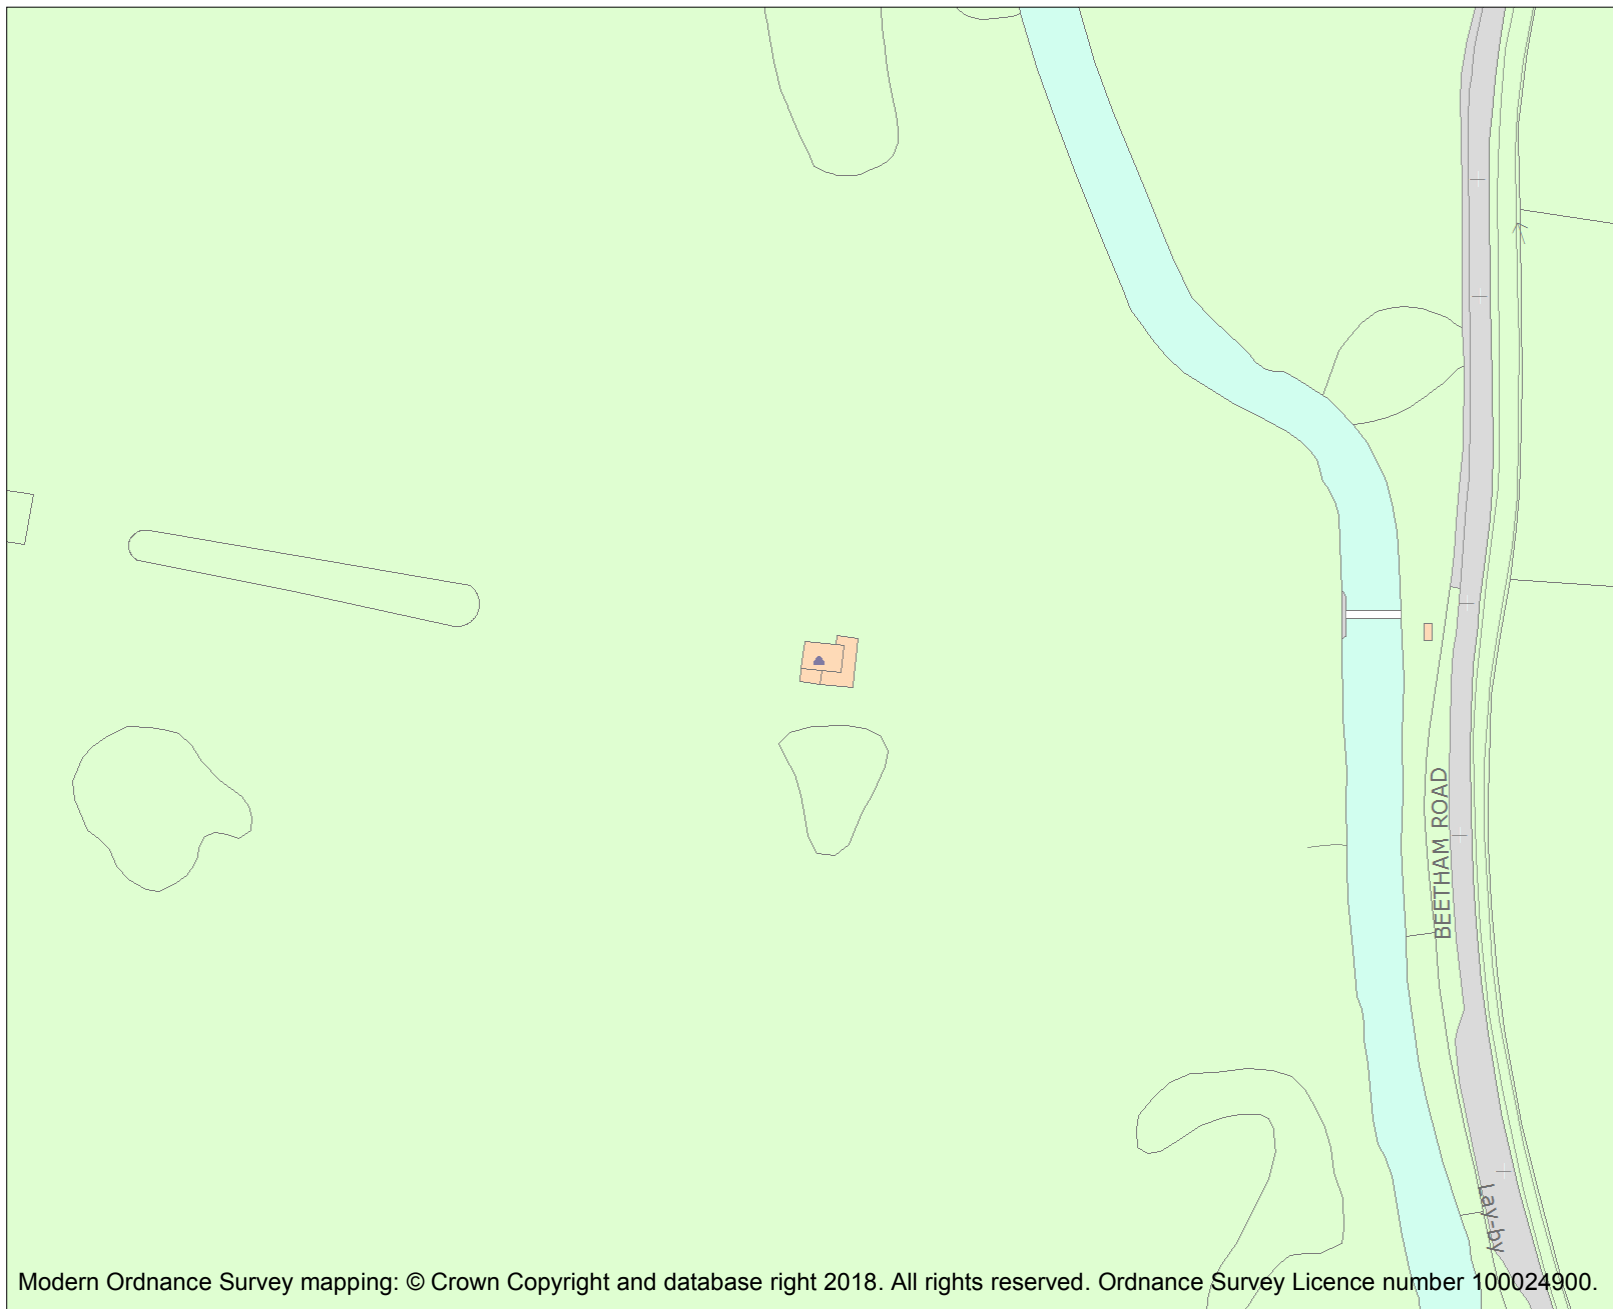 BEETHAM ROAD
Lay-by
Modern Ordnance Survey mapping: © Crown Copyright and database right 2018. All rights reserved. Ordnance Survey Licence number 100024900.